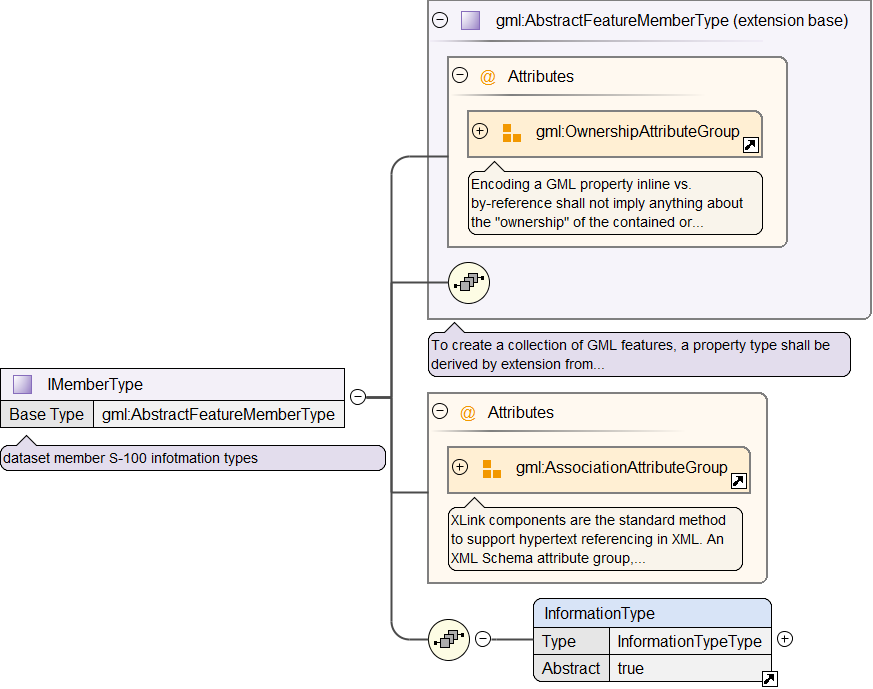 gml:AbstractFeatureMemberType (extension base)
@ Attributes
gml:OwnershipAttributeGroup
Encoding a GML property inline vs.
by-reference shall not imply anything about
the "ownership" of the contained or...
To create a collection of GML features, a property type shall be
derived by extension from...
IMemberType
Base Type gml:AbstractFeatureMemberType
dataset member S-100 infotmation types
@ Attributes
gml:AssociationAttributeGroup
XLink components are the standard method
to support hypertext referencing in XML. An
XML Schema attribute group,...
InformationType
Type InformationTypeType
Abstract true